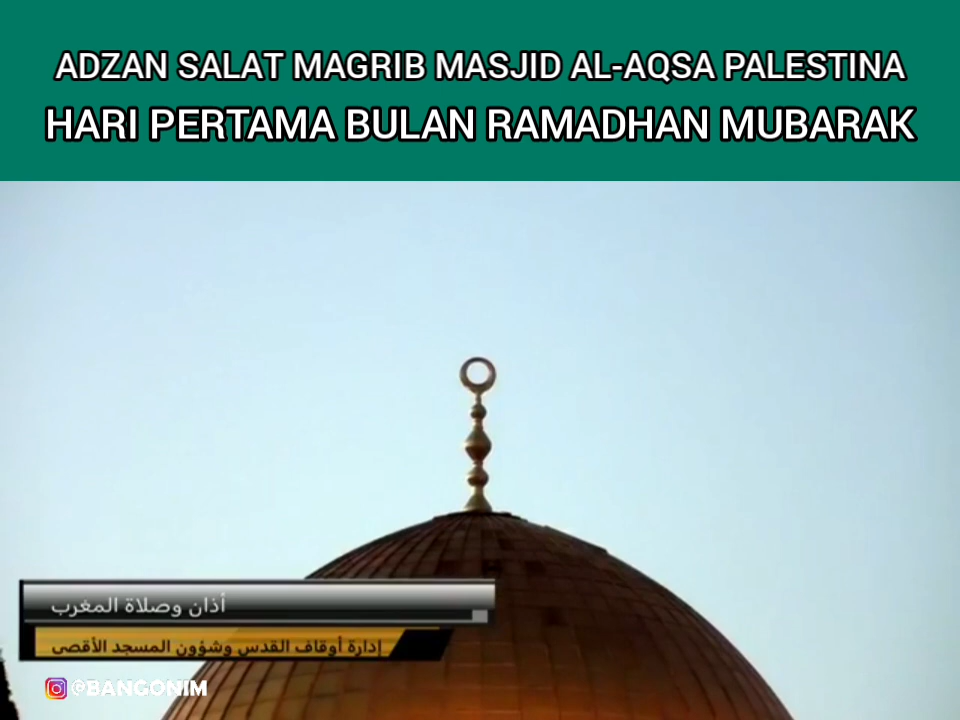 ADZAN SALAT MAGRIB MASJID AL-AQSA PALESTINA
HARI PERTAMA BULAN RAMADHAN MUBARAK
أذان وصلاة المغرب
إدارة أوقاف القدس وشؤون المسجد الأقصى
@BANGONIM